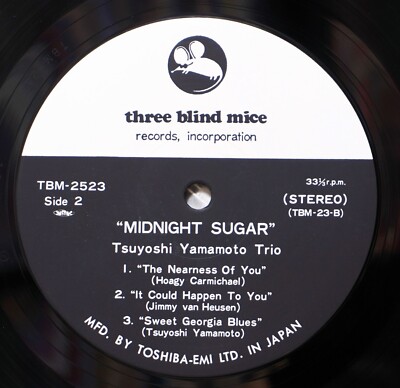 three blind mice
records, incorporation
TBM-2523
33⅓r.p.m.
Side 2
(STEREO)
(TBM-23-B)
"MIDNIGHT SUGAR"
Tsuyoshi Yamamoto Trio
1. "The Nearness Of You"
(Hoagy Carmichael)
2. "It Could Happen To You"
(Jimmy van Heusen)
3. "Sweet Georgia Blues"
(Tsuyoshi Yamamoto)
MFD. BY TOSHIBA-EMI LTD. IN JAPAN